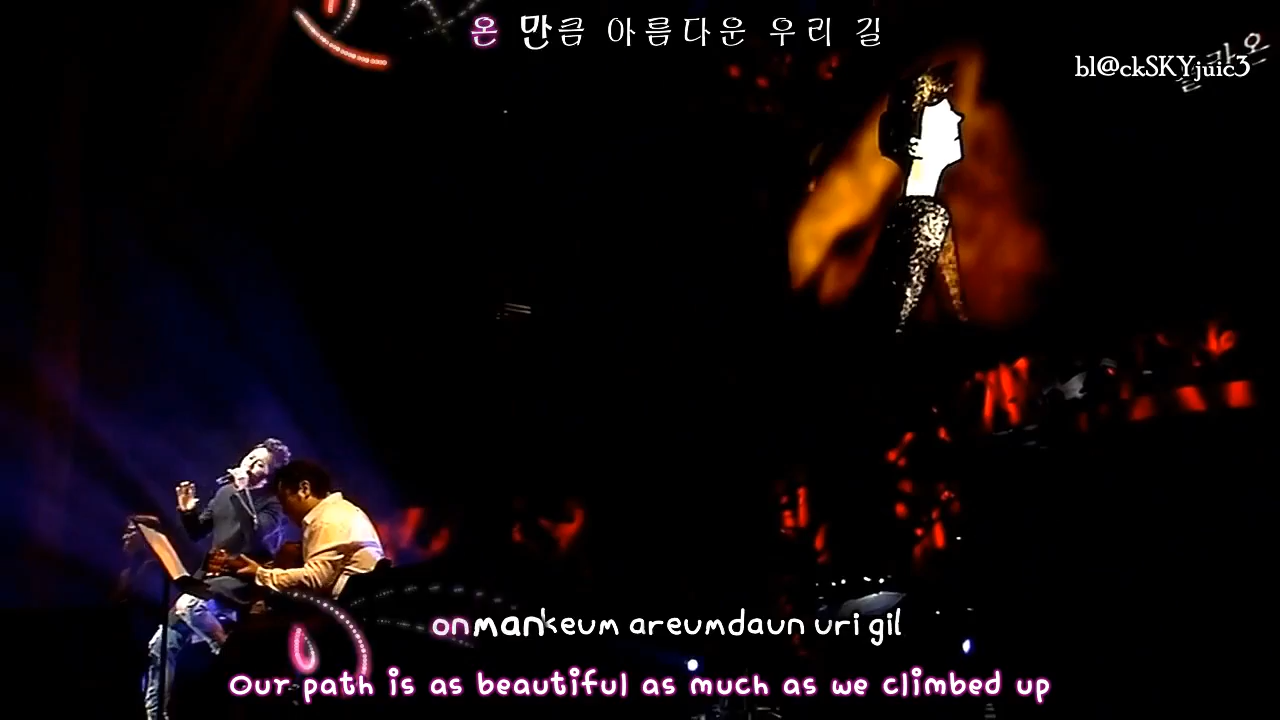 온 만큼 아름다운 우리 길
bl@ckSKYjuic3
onmankeum areumdaun uri gil
Our path is as beautiful as much as we climbed up